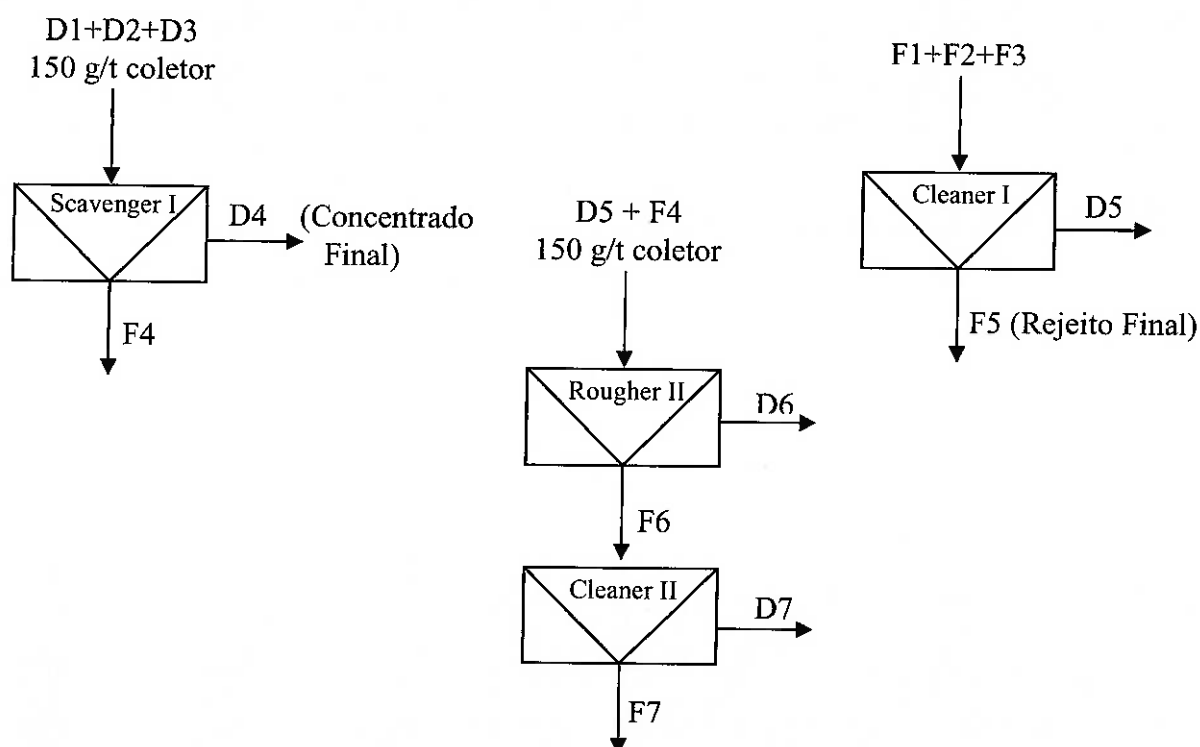 D1+D2+D3
150 g/t coletor
Scavenger I
D4
(Concentrado
Final)
F4
F1+F2+F3
Cleaner I
D5
F5 (Rejeito Final)
D5 + F4
150 g/t coletor
Rougher II
D6
F6
Cleaner II
D7
F7